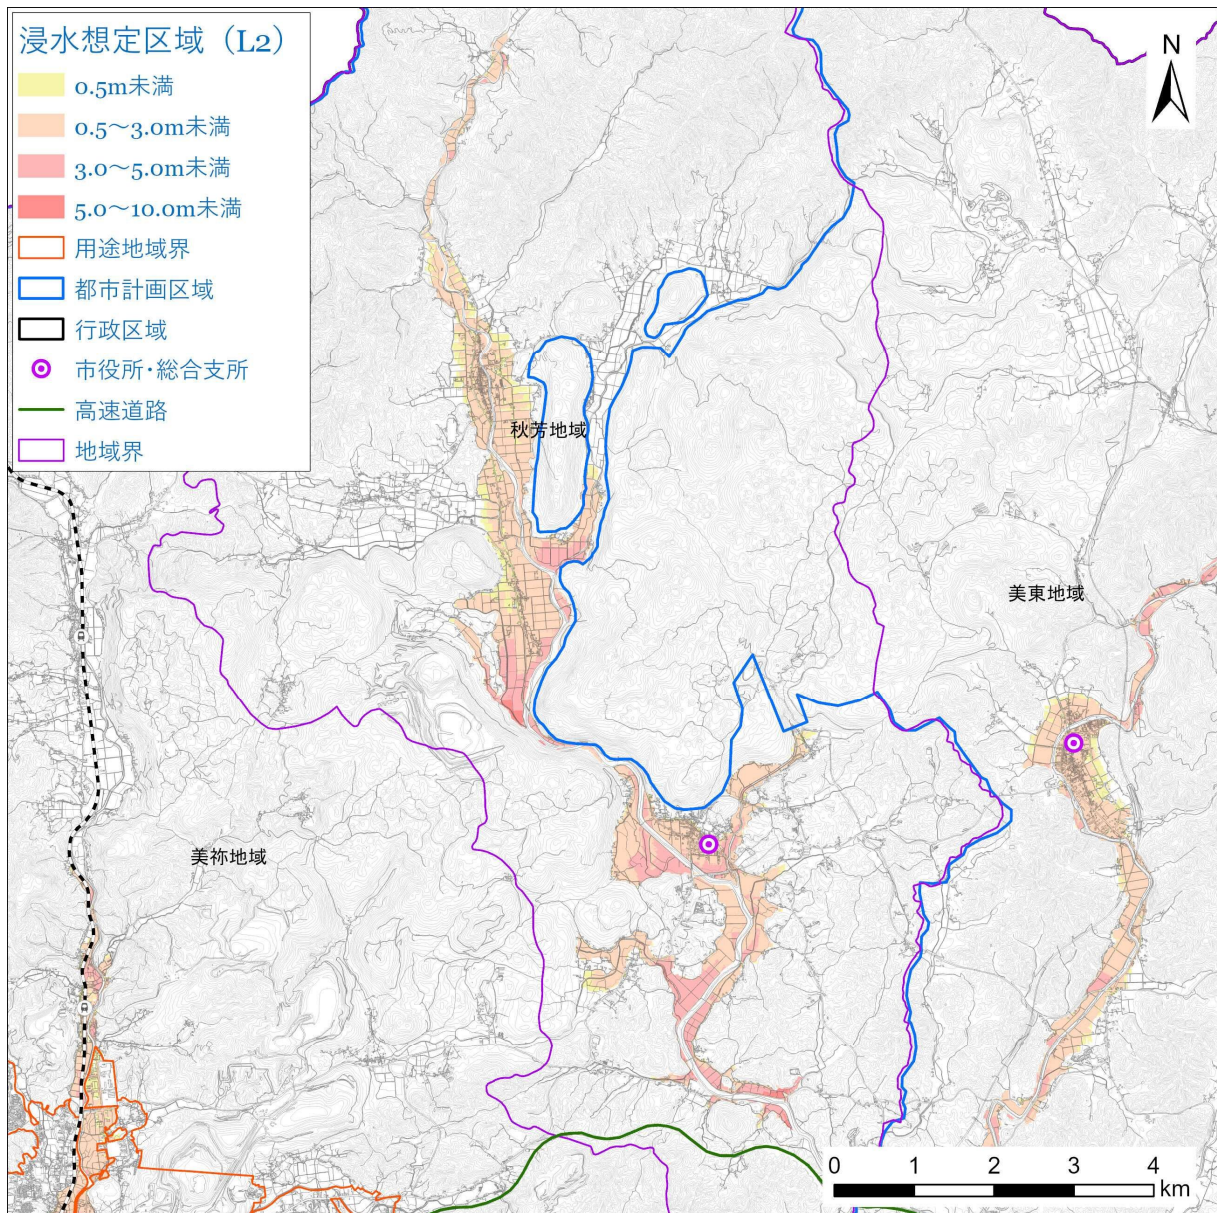 浸水想定区域（L2）
0.5m未満
0.5～3.0m未満
3.0～5.0m未満
5.0～10.0m未満
用途地域界
都市計画区域
行政区域
市役所・総合支所
高速道路
地域界
N
秋芳地域
美東地域
美祢地域
0 1 2 3 4
km